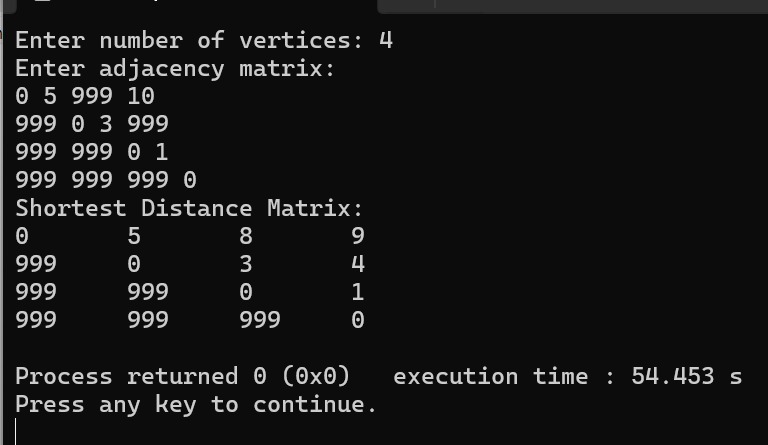 Enter number of vertices: 4
Enter adjacency matrix:
0 5 999 10
999 0 3 999
999 999 0 1
999 999 999 0
Shortest Distance Matrix:
0 5 8 9
999 0 3 4
999 999 0 1
999 999 999 0
Process returned 0 (0x0) execution time : 54.453 s
Press any key to continue.